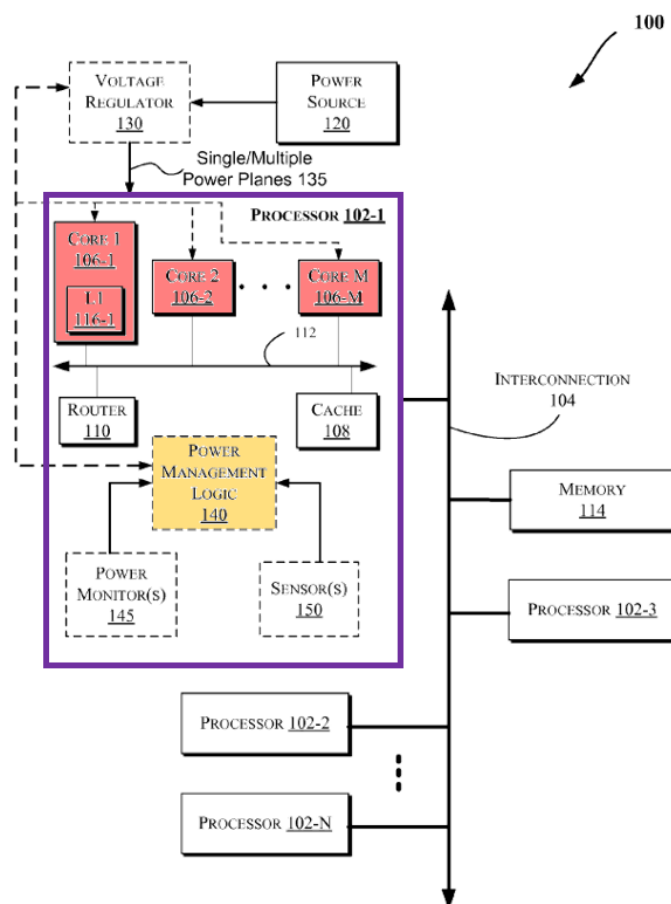 100
VOLTAGE
REGULATOR
130
POWER
SOURCE
120
Single/Multiple
Power Planes 135
PROCESSOR 102-1
CORE 1
106-1
L1
116-1
CORE 2
106-2
CORE M
106-M
112
ROUTER
110
CACHE
108
POWER
MANAGEMENT
LOGIC
140
POWER
MONITOR(S)
145
SENSOR(S)
150
INTERCONNECTION
104
MEMORY
114
PROCESSOR 102-3
PROCESSOR 102-2
PROCESSOR 102-N